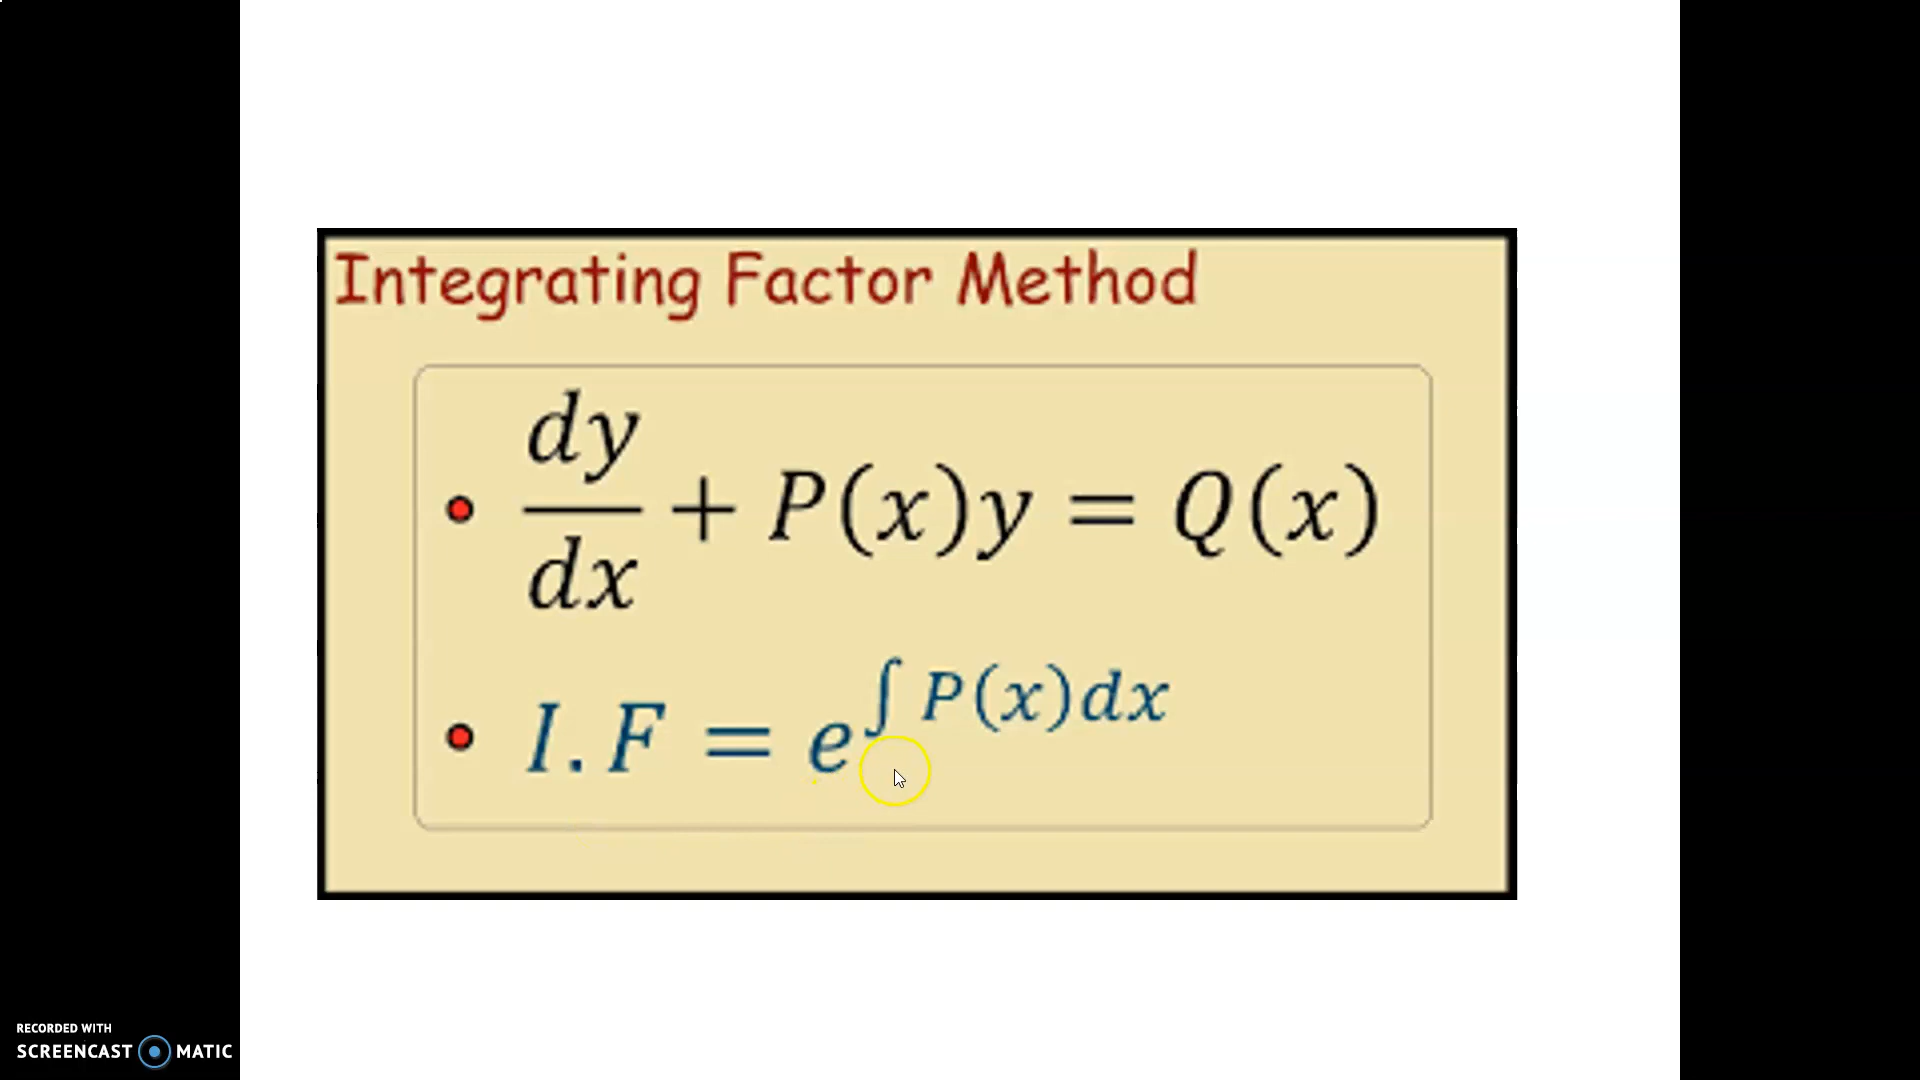 Integrating Factor Method
• dy/dx + P(x)y = Q(x)
• I.F = e^∫P(x)dx
RECORDED WITH
SCREENCAST MATIC